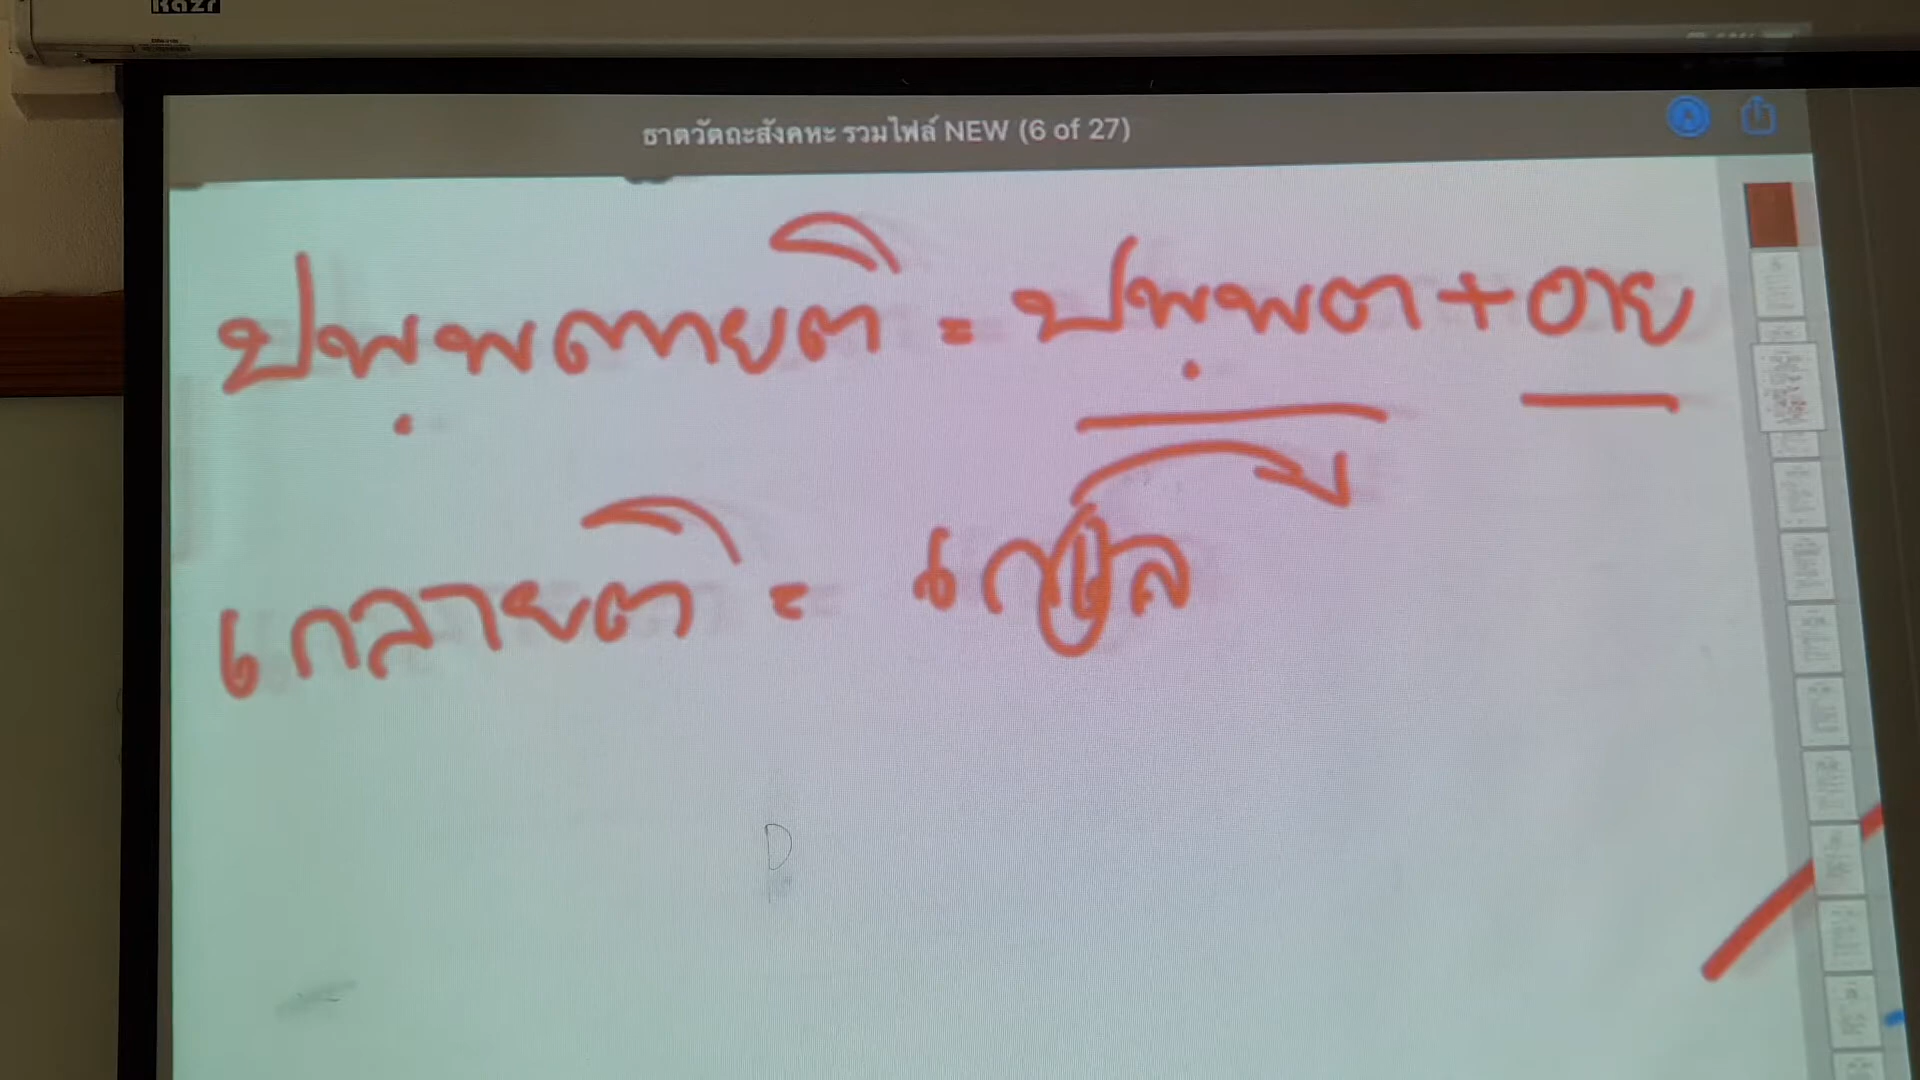 Razr
ธาตวัตถะสังคหะ รวมไฟล์ NEW (6 of 27)
ปพฺพตายติ = ปพฺพต + อาย
เกลายติ =